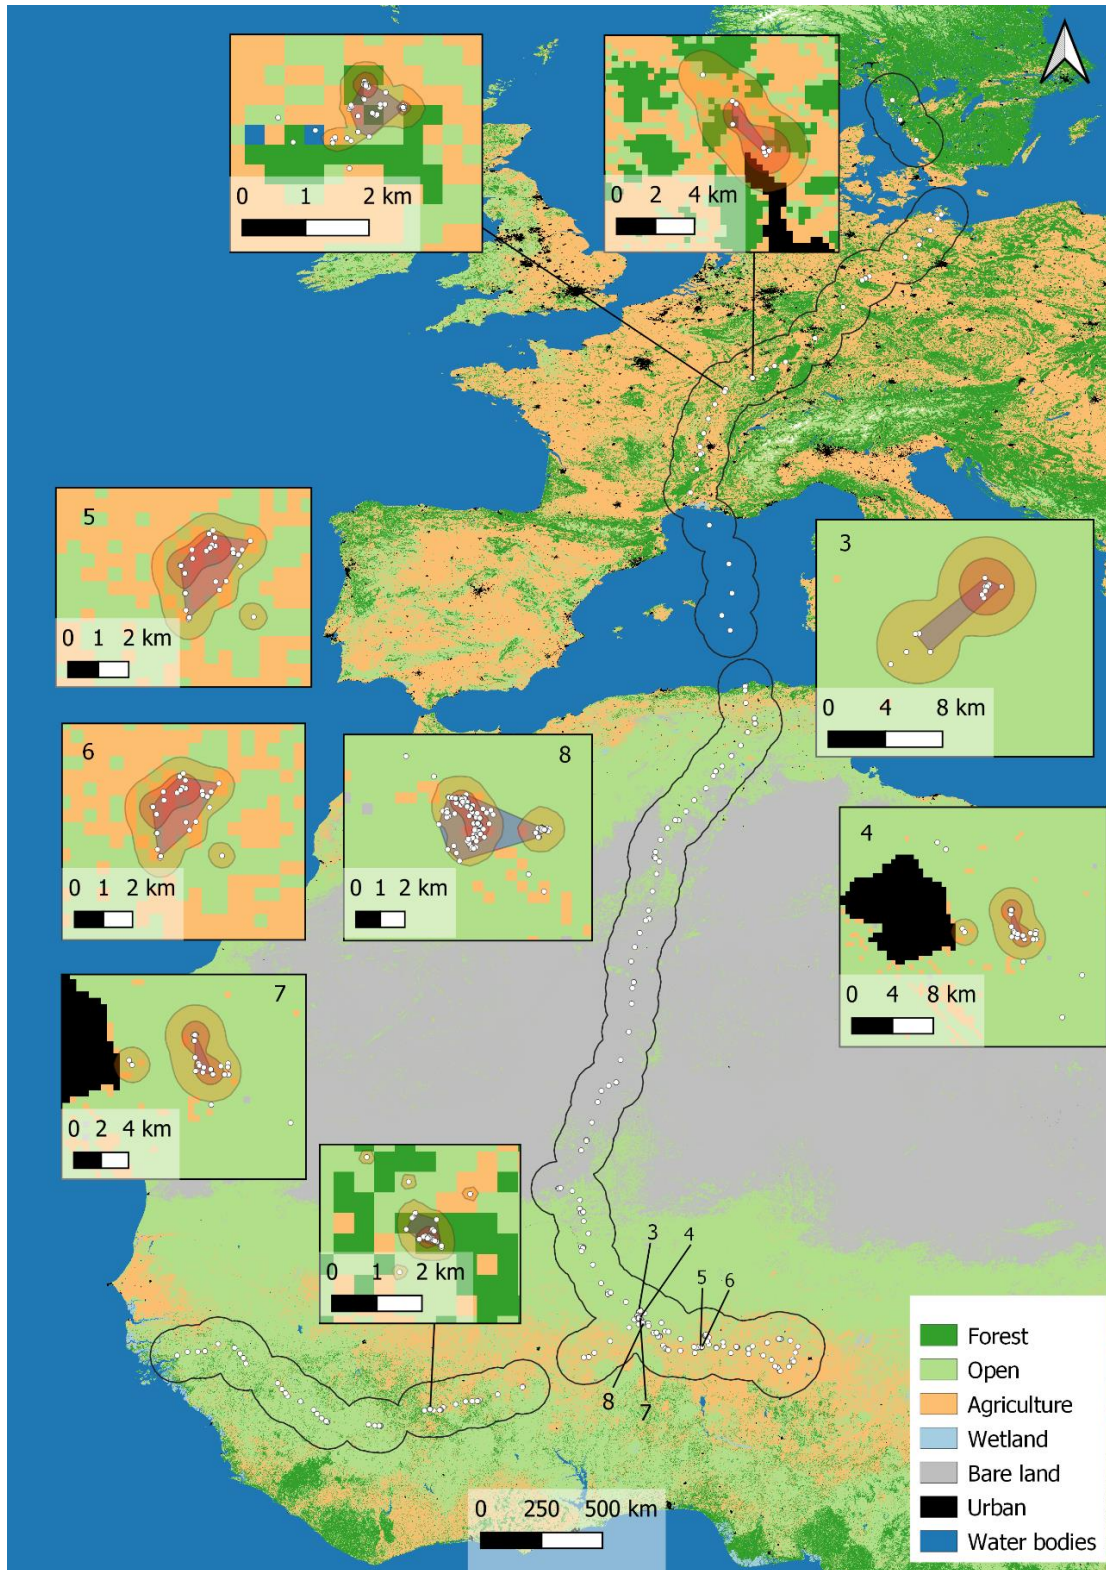 0 1 2 km
0 2 4 km
5
0 1 2 km
3
0 4 8 km
6
0 1 2 km
8
0 1 2 km
4
0 4 8 km
7
0 2 4 km
0 1 2 km
3
4
5 6
8
7
Forest
Open
Agriculture
Wetland
Bare land
Urban
Water bodies
0 250 500 km